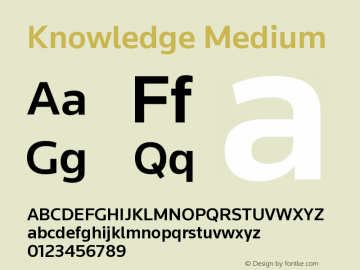 Knowledge Medium
Aa Ff a
Gg Qq
ABCDEFGHIJKLMNOPQRSTUVWXYZ
abcdefghijklmnopqrstuvwxyz
0123456789
© Design by fontke.com